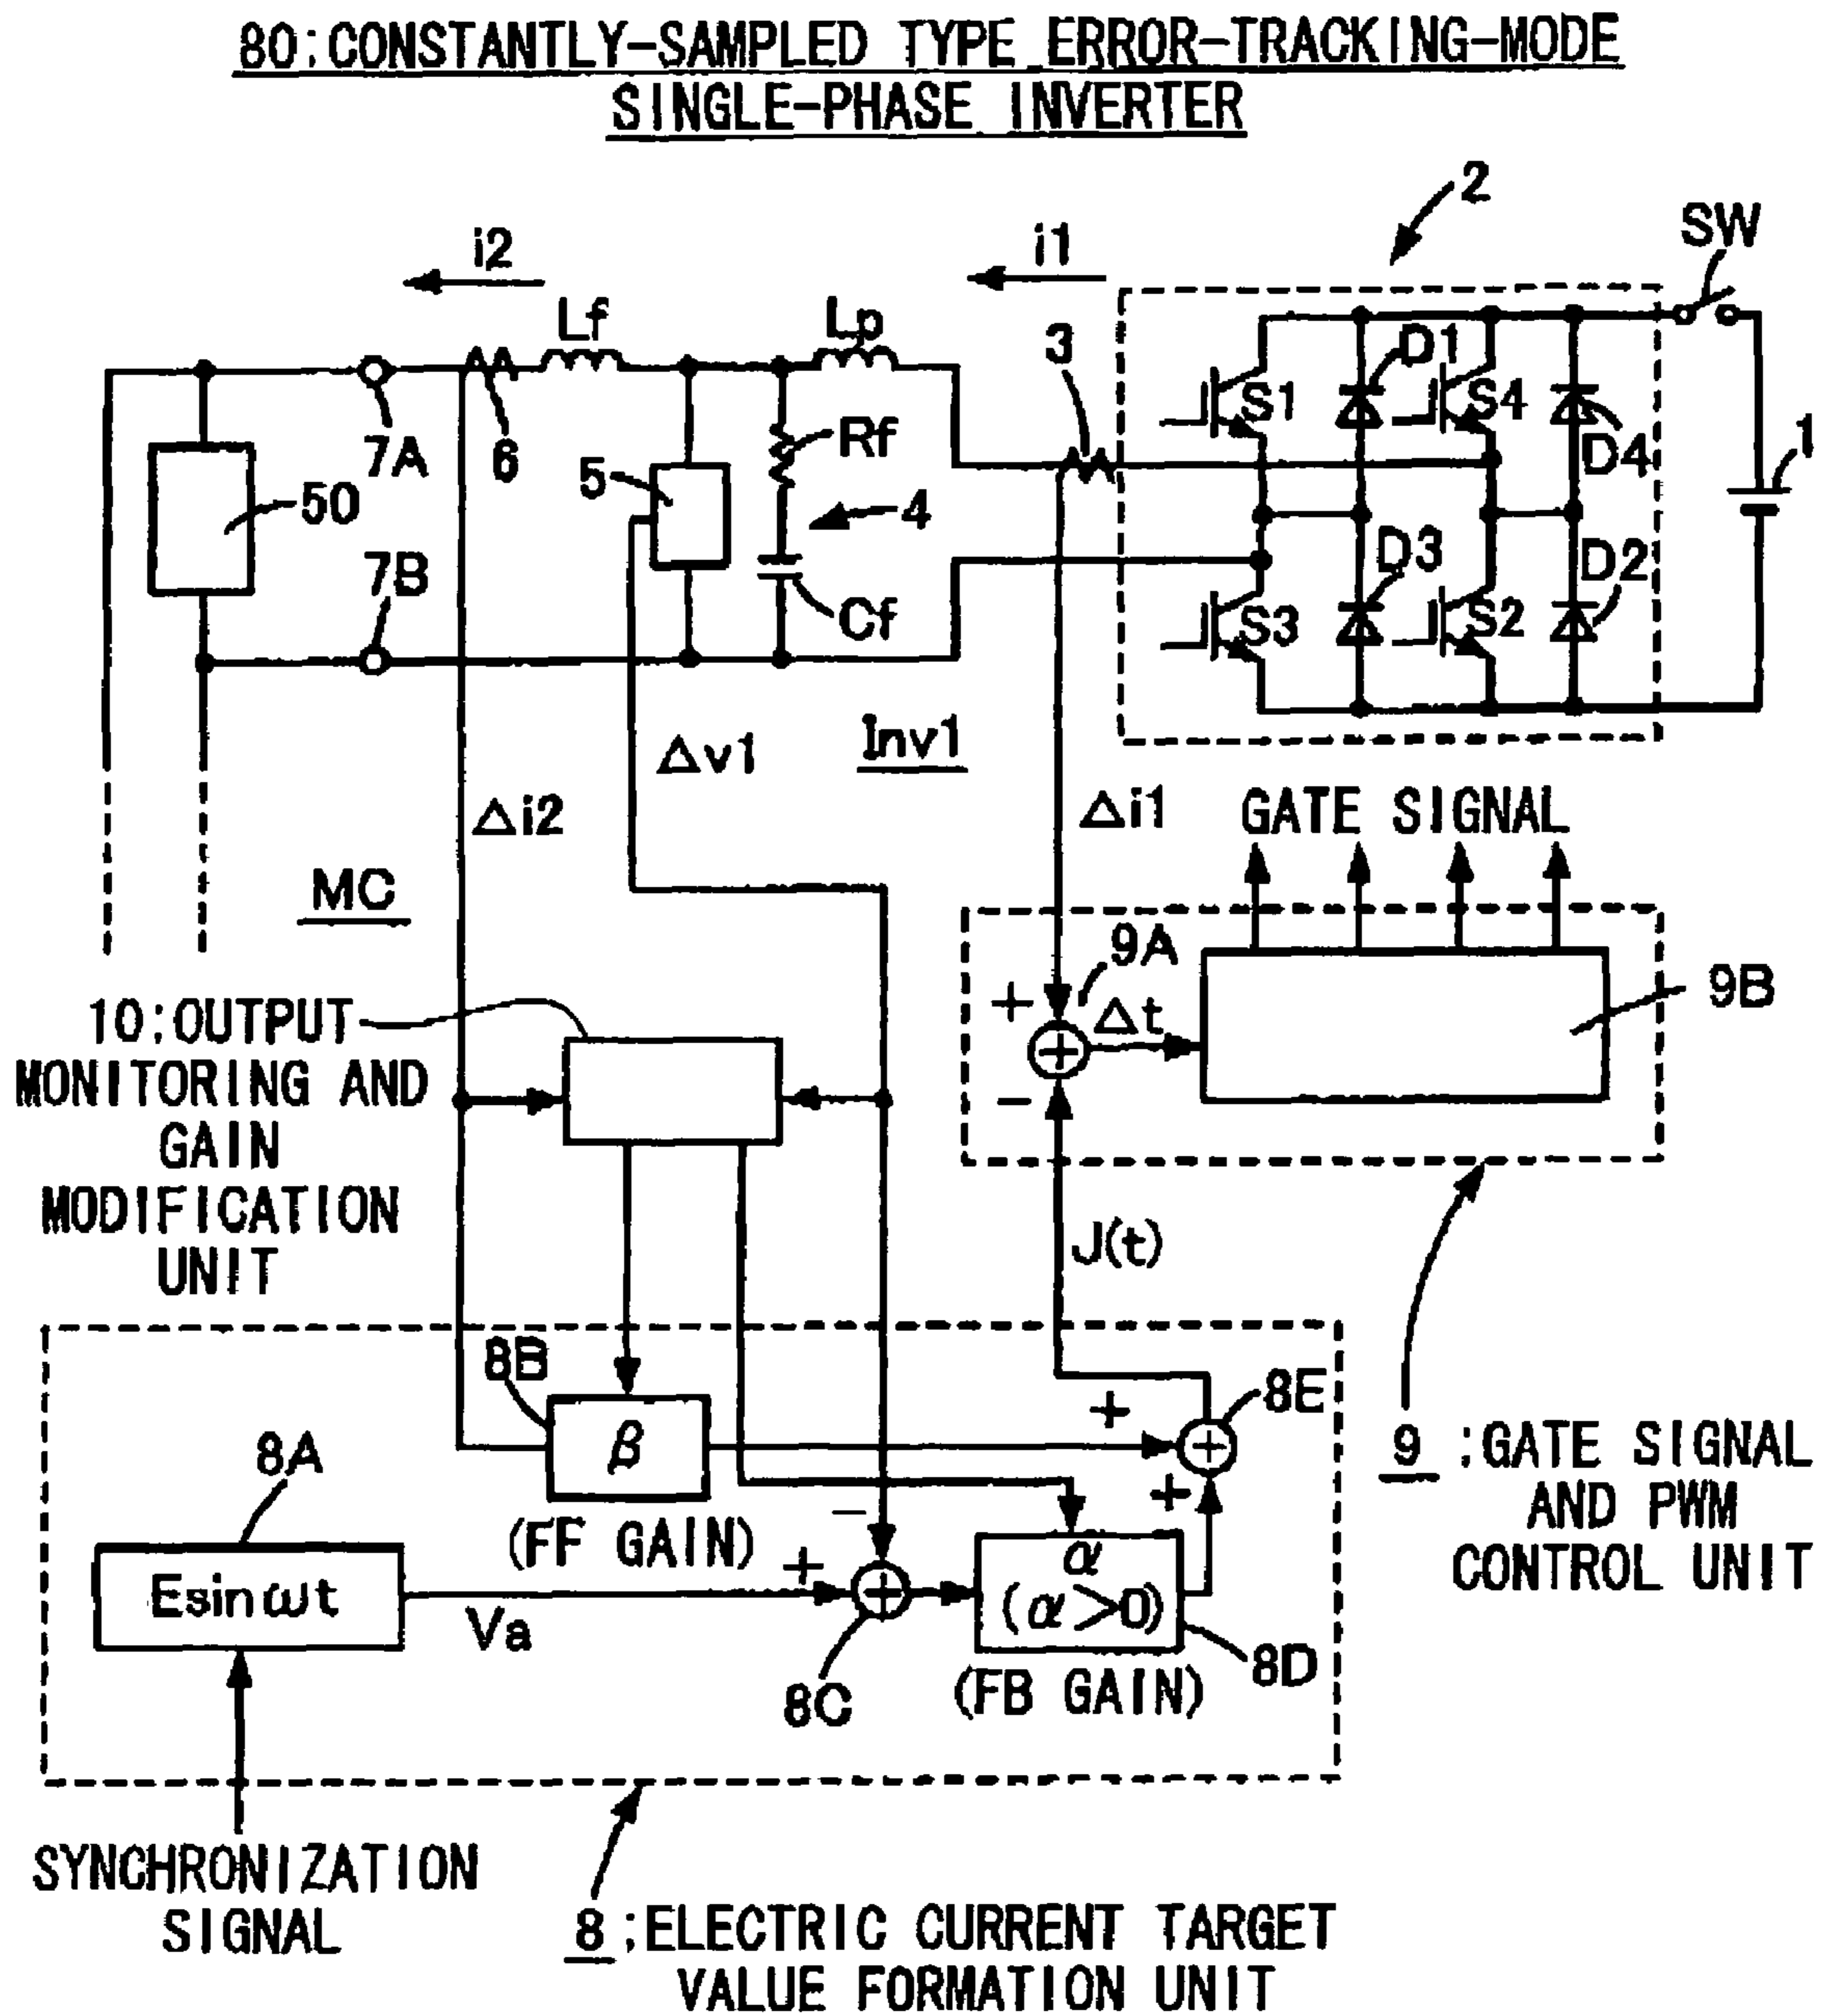 80;CONSTANTLY-SAMPLED TYPE ERROR-TRACKING-MODE
SINGLE-PHASE INVERTER
2
SW
i2
i1
Lf
Lp
3
D1
S1
S4
D4
1
7A
6
Rf
5
4
50
7B
Cf
D3
D2
S3
S2
Δv1
Inv1
Δi2
Δi1
GATE SIGNAL
MC
9A
+
Δt
9B
-
10;OUTPUT
MONITORING AND
GAIN
MODIFICATION
UNIT
J(t)
8B
+
8E
β
8A
9 ;GATE SIGNAL
AND PWM
CONTROL UNIT
(FF GAIN)
-
+
+
α
(α>0)
Esinωt
Va
8C
(FB GAIN)
8D
SYNCHRONIZATION
SIGNAL
8 ;ELECTRIC CURRENT TARGET
VALUE FORMATION UNIT